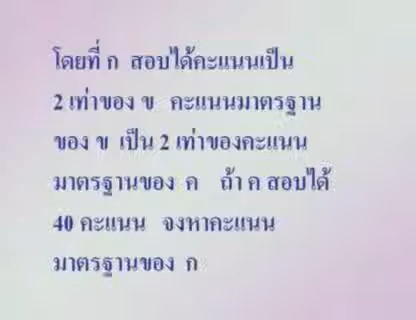 โดยที่ ก สอบได้คะแนนเป็น
2 เท่าของ ข คะแนนมาตรฐาน
ของ ข เป็น 2 เท่าของคะแนน
มาตรฐานของ ค ถ้า ค สอบได้
40 คะแนน จงหาคะแนน
มาตรฐานของ ก